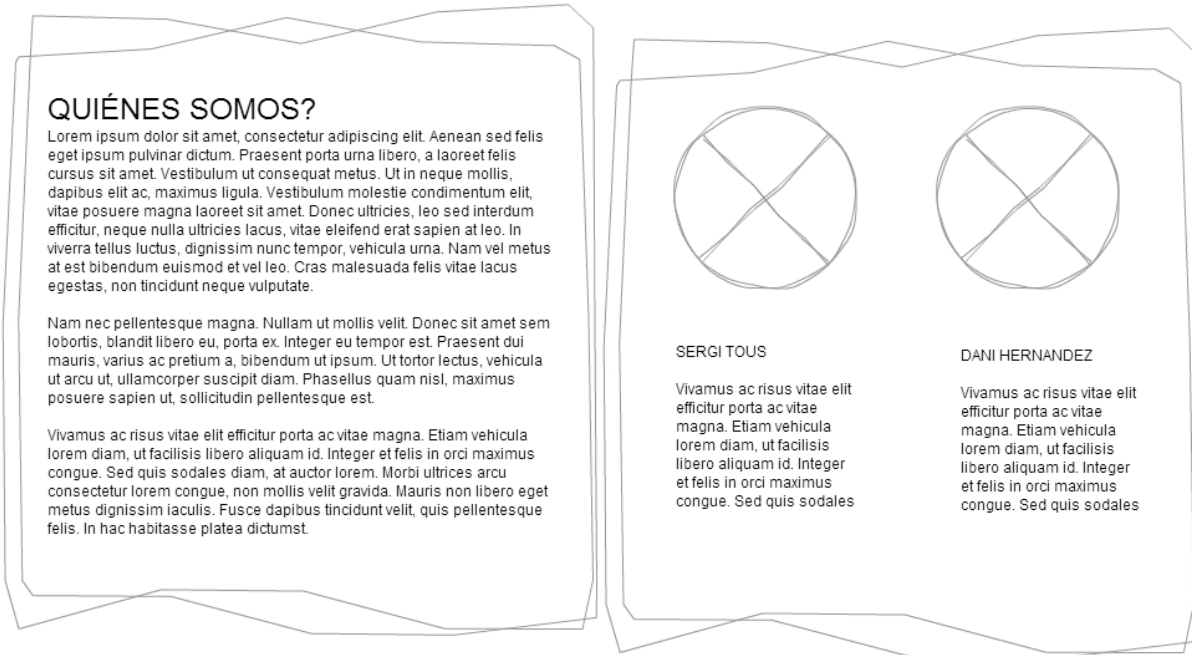 QUIÉNES SOMOS?
Lorem ipsum dolor sit amet, consectetur adipiscing elit. Aenean sed felis
eget ipsum pulvinar dictum. Praesent porta urna libero, a laoreet felis
cursus sit amet. Vestibulum ut consequat metus. Ut in neque mollis,
dapibus elit ac, maximus ligula. Vestibulum molestie condimentum elit,
vitae posuere magna laoreet sit amet. Donec ultricies, leo sed interdum
efficitur, neque nulla ultricies lacus, vitae eleifend erat sapien at leo. In
viverra tellus luctus, dignissim nunc tempor, vehicula urna. Nam vel metus
at est bibendum euismod et vel leo. Cras malesuada felis vitae lacus
egestas, non tincidunt neque vulputate.
Nam nec pellentesque magna. Nullam ut mollis velit. Donec sit amet sem
lobortis, blandit libero eu, porta ex. Integer eu tempor est. Praesent dui
mauris, varius ac pretium a, bibendum ut ipsum. Ut tortor lectus, vehicula
ut arcu ut, ullamcorper suscipit diam. Phasellus quam nisl, maximus
posuere sapien ut, sollicitudin pellentesque est.
Vivamus ac risus vitae elit efficitur porta ac vitae magna. Etiam vehicula
lorem diam, ut facilisis libero aliquam id. Integer et felis in orci maximus
congue. Sed quis sodales diam, at auctor lorem. Morbi ultrices arcu
consectetur lorem congue, non mollis velit gravida. Mauris non libero eget
metus dignissim iaculis. Fusce dapibus tincidunt velit, quis pellentesque
felis. In hac habitasse platea dictumst.
SERGI TOUS
Vivamus ac risus vitae elit
efficitur porta ac vitae
magna. Etiam vehicula
lorem diam, ut facilisis
libero aliquam id. Integer
et felis in orci maximus
congue. Sed quis sodales
DANI HERNANDEZ
Vivamus ac risus vitae elit
efficitur porta ac vitae
magna. Etiam vehicula
lorem diam, ut facilisis
libero aliquam id. Integer
et felis in orci maximus
congue. Sed quis sodales